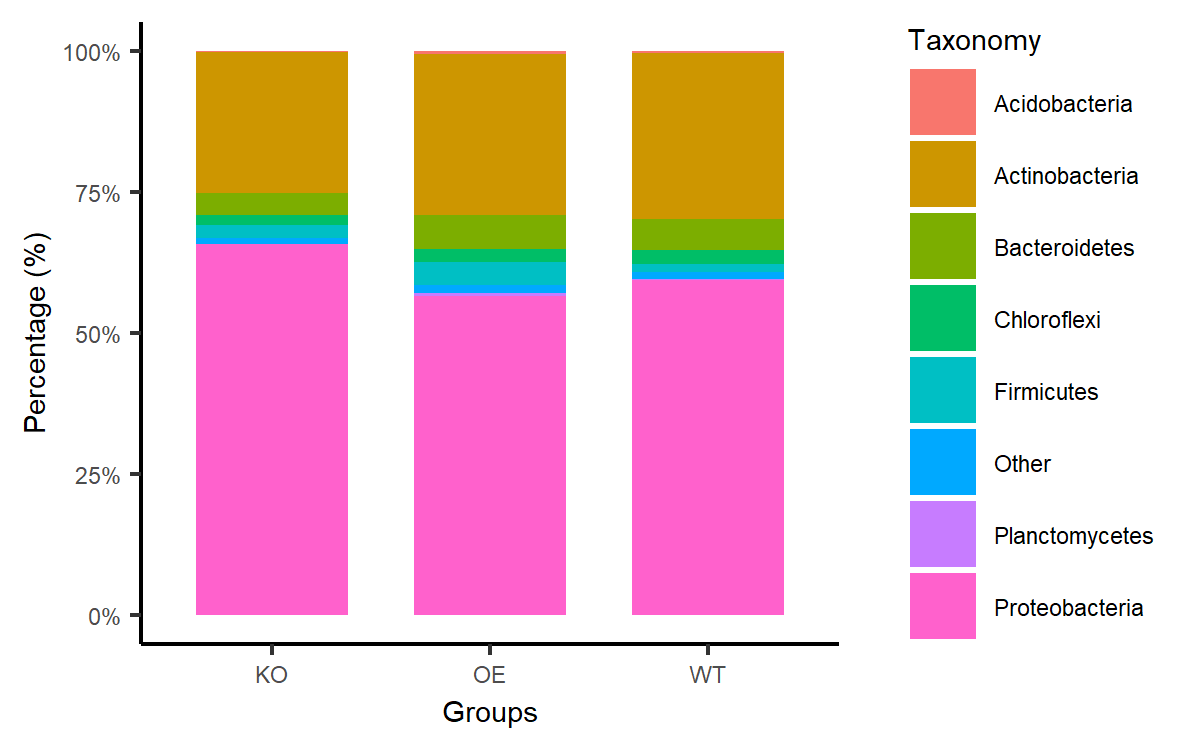 100%
75%
50%
25%
0%
Percentage (%)
KO
OE
WT
Groups
Taxonomy
Acidobacteria
Actinobacteria
Bacteroidetes
Chloroflexi
Firmicutes
Other
Planctomycetes
Proteobacteria